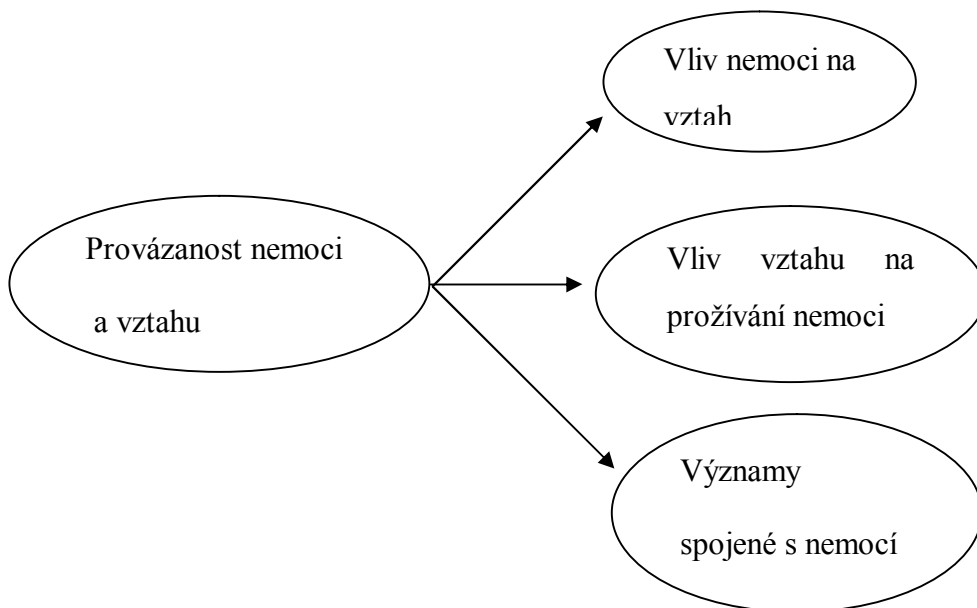 Vliv nemoci na
vztah
Provázanost nemoci
a vztahu
Vliv vztahu na
prožívání nemoci
Významy
spojené s nemocí